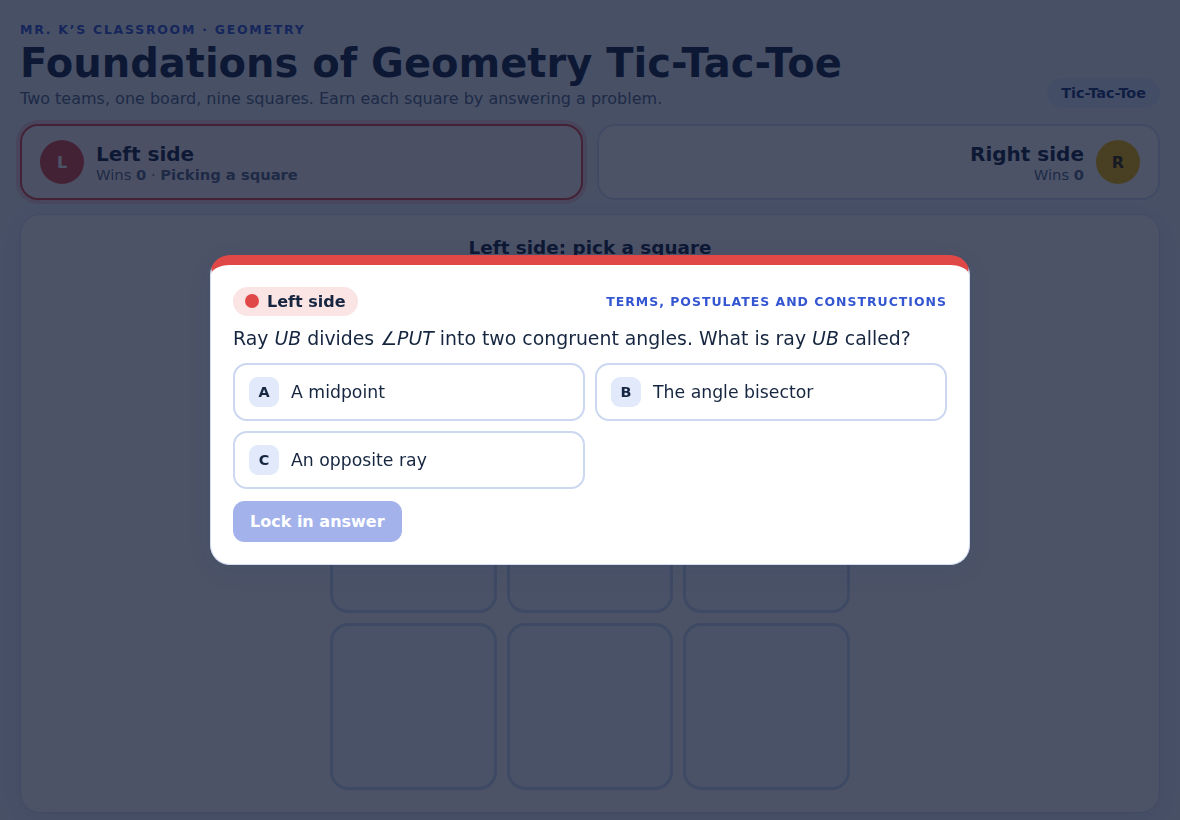 MR. K’S CLASSROOM · GEOMETRY
Foundations of Geometry Tic-Tac-Toe
Two teams, one board, nine squares. Earn each square by answering a problem.
Tic-Tac-Toe
L
Left side
Wins 0 · Picking a square
Right side
Wins 0
R
Left side: pick a square
Left side
TERMS, POSTULATES AND CONSTRUCTIONS
Ray UB divides ∠PUT into two congruent angles. What is ray UB called?
A A midpoint
B The angle bisector
C An opposite ray
Lock in answer